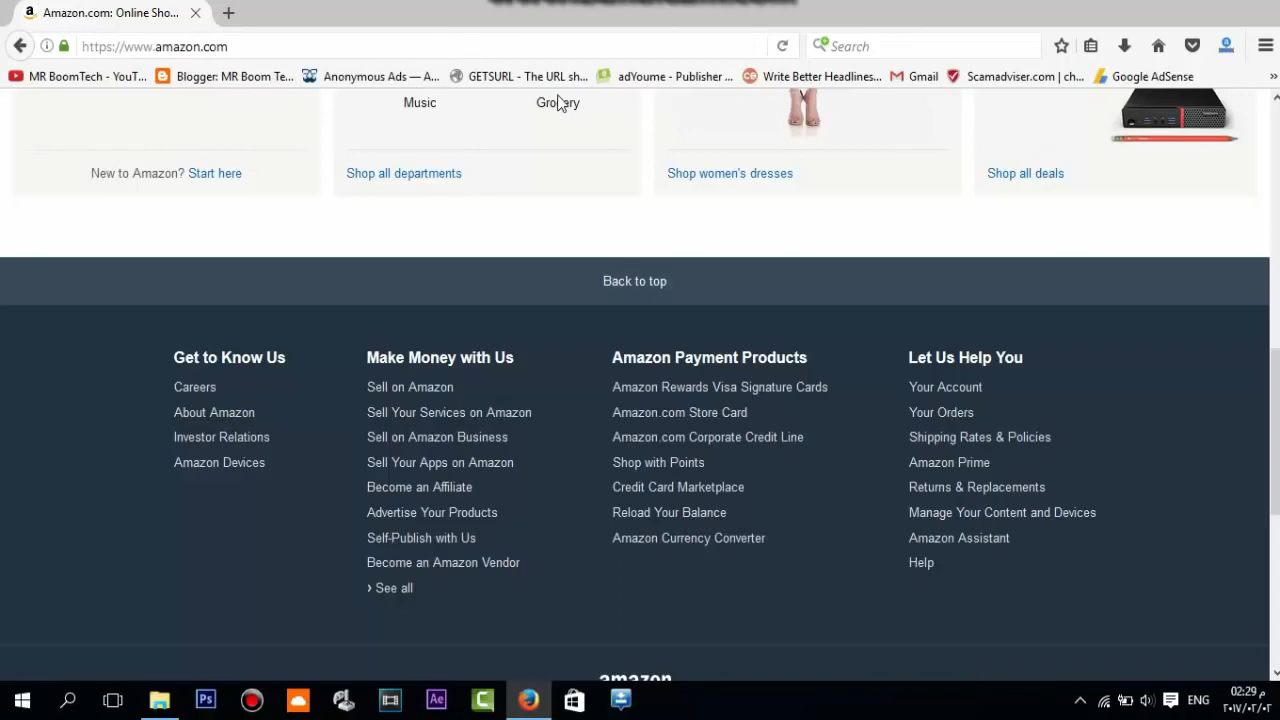 Amazon.com: Online Sho...
https://www.amazon.com
Search
MR BoomTech - YouT...
Blogger: MR Boom Te...
Anonymous Ads — A...
GETSURL - The URL sh...
adYoume - Publisher ...
Write Better Headlines...
Gmail
Scamadviser.com | ch...
Google AdSense
Music
Grocery
New to Amazon? Start here
Shop all departments
Shop women's dresses
Shop all deals
Back to top
Get to Know Us
Careers
About Amazon
Investor Relations
Amazon Devices
Make Money with Us
Sell on Amazon
Sell Your Services on Amazon
Sell on Amazon Business
Sell Your Apps on Amazon
Become an Affiliate
Advertise Your Products
Self-Publish with Us
Become an Amazon Vendor
› See all
Amazon Payment Products
Amazon Rewards Visa Signature Cards
Amazon.com Store Card
Amazon.com Corporate Credit Line
Shop with Points
Credit Card Marketplace
Reload Your Balance
Amazon Currency Converter
Let Us Help You
Your Account
Your Orders
Shipping Rates & Policies
Amazon Prime
Returns & Replacements
Manage Your Content and Devices
Amazon Assistant
Help
amazon
Ps
Ae
ENG
02:29 م
٢٠١٧/٠٢/٠٢